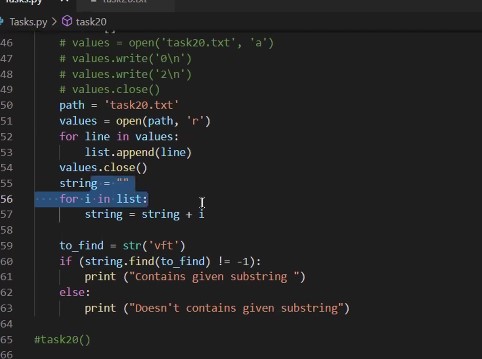 Tasks.py
Tasks.py > task20
46 # values = open('task20.txt', 'a')
47 # values.write('0\n')
48 # values.write('2\n')
49 # values.close()
50 path = 'task20.txt'
51 values = open(path, 'r')
52 for line in values:
53 list.append(line)
54 values.close()
55 string = ""
56 for i in list:
57 string = string + i
58
59 to_find = str('vft')
60 if (string.find(to_find) != -1):
61 print ("Contains given substring ")
62 else:
63 print ("Doesn't contains given substring")
64
65 #task20()
66